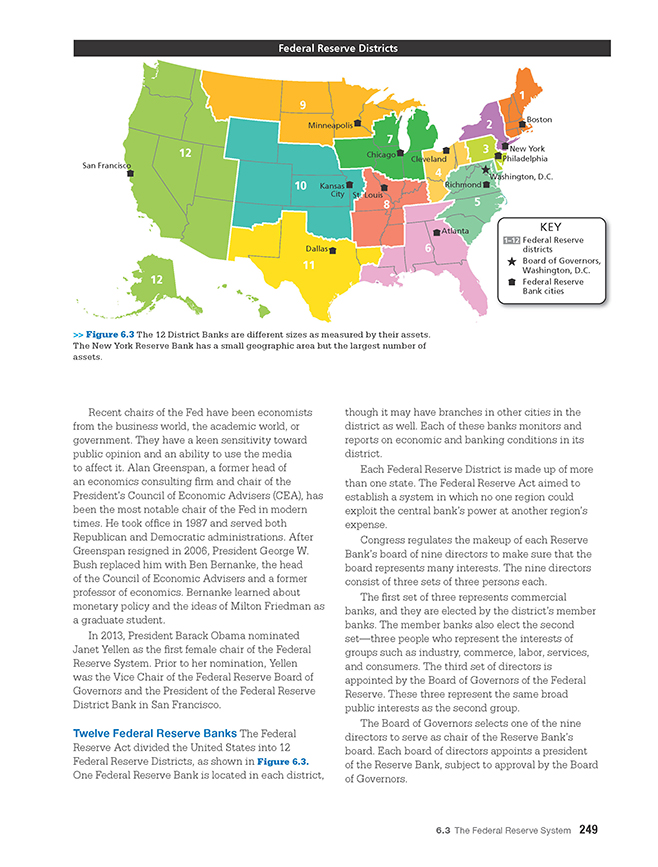 Federal Reserve Districts
1
Boston
2
9
Minneapolis
7
3
New York
Chicago
Cleveland
Philadelphia
12
4
San Francisco
Washington, D.C.
10
Kansas
City
St. Louis
Richmond
8
5
Atlanta
Dallas
6
11
12
KEY
1–12 Federal Reserve
districts
Board of Governors,
Washington, D.C.
Federal Reserve
Bank cities
>> Figure 6.3 The 12 District Banks are different sizes as measured by their assets.
The New York Reserve Bank has a small geographic area but the largest number of
assets.
Recent chairs of the Fed have been economists
from the business world, the academic world, or
government. They have a keen sensitivity toward
public opinion and an ability to use the media
to affect it. Alan Greenspan, a former head of
an economics consulting firm and chair of the
President's Council of Economic Advisers (CEA), has
been the most notable chair of the Fed in modern
times. He took office in 1987 and served both
Republican and Democratic administrations. After
Greenspan resigned in 2006, President George W.
Bush replaced him with Ben Bernanke, the head
of the Council of Economic Advisers and a former
professor of economics. Bernanke learned about
monetary policy and the ideas of Milton Friedman as
a graduate student.
In 2013, President Barack Obama nominated
Janet Yellen as the first female chair of the Federal
Reserve System. Prior to her nomination, Yellen
was the Vice Chair of the Federal Reserve Board of
Governors and the President of the Federal Reserve
District Bank in San Francisco.
Twelve Federal Reserve Banks The Federal
Reserve Act divided the United States into 12
Federal Reserve Districts, as shown in Figure 6.3.
One Federal Reserve Bank is located in each district,
though it may have branches in other cities in the
district as well. Each of these banks monitors and
reports on economic and banking conditions in its
district.
Each Federal Reserve District is made up of more
than one state. The Federal Reserve Act aimed to
establish a system in which no one region could
exploit the central bank's power at another region's
expense.
Congress regulates the makeup of each Reserve
Bank's board of nine directors to make sure that the
board represents many interests. The nine directors
consist of three sets of three persons each.
The first set of three represents commercial
banks, and they are elected by the district's member
banks. The member banks also elect the second
set—three people who represent the interests of
groups such as industry, commerce, labor, services,
and consumers. The third set of directors is
appointed by the Board of Governors of the Federal
Reserve. These three represent the same broad
public interests as the second group.
The Board of Governors selects one of the nine
directors to serve as chair of the Reserve Bank's
board. Each board of directors appoints a president
of the Reserve Bank, subject to approval by the Board
of Governors.
6.3 The Federal Reserve System 249